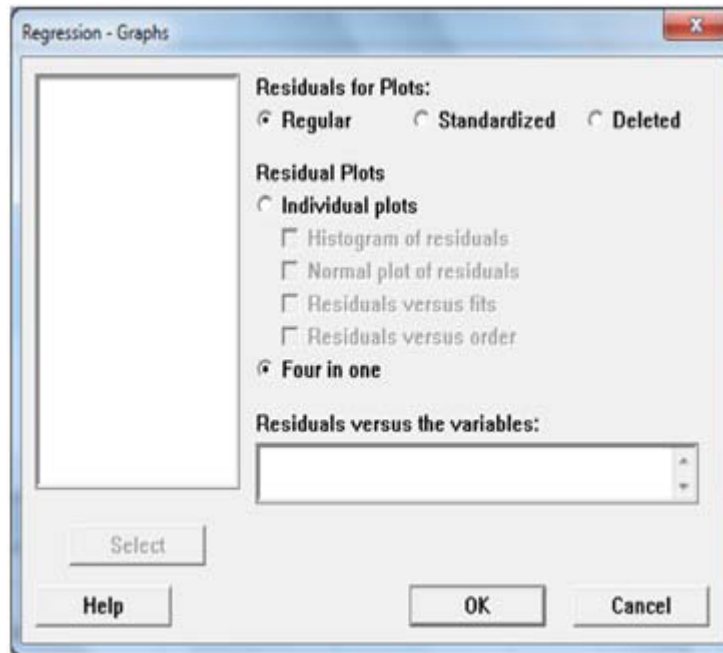 Regression - Graphs
Residuals for Plots:
Regular Standardized Deleted
Residual Plots
Individual plots
Histogram of residuals
Normal plot of residuals
Residuals versus fits
Residuals versus order
Four in one
Residuals versus the variables:
Select
Help OK Cancel